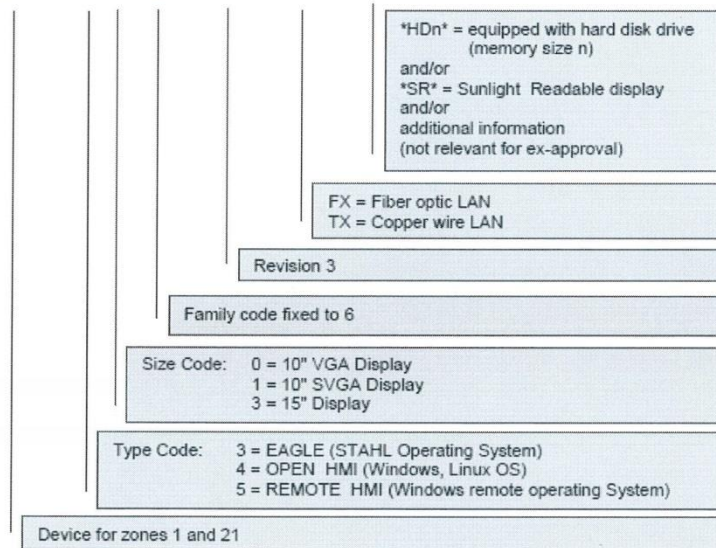 *HDn* = equipped with hard disk drive
(memory size n)
and/or
*SR* = Sunlight Readable display
and/or
additional information
(not relevant for ex-approval)
FX = Fiber optic LAN
TX = Copper wire LAN
Revision 3
Family code fixed to 6
Size Code: 0 = 10" VGA Display
1 = 10" SVGA Display
3 = 15" Display
Type Code: 3 = EAGLE (STAHL Operating System)
4 = OPEN HMI (Windows, Linux OS)
5 = REMOTE HMI (Windows remote operating System)
Device for zones 1 and 21